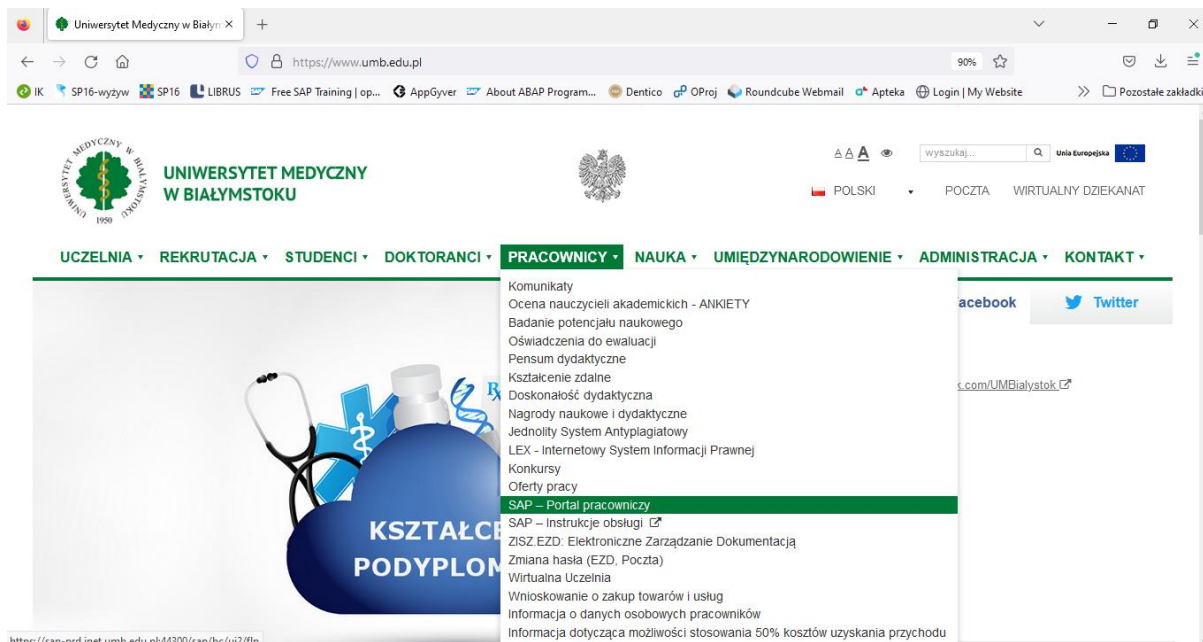 Uniwersytet Medyczny w Białym
https://www.umb.edu.pl 90%
IK SP16-wyżyw SP16 LIBRUS Free SAP Training | op... AppGyver About ABAP Program... Dentico OProj Roundcube Webmail Apteka Login | My Website Pozostałe zakładki
UNIWERSYTET MEDYCZNY W BIAŁYMSTOKU
1950
UNIWERSYTET MEDYCZNY
W BIAŁYMSTOKU
A A A wyszukaj... Unia Europejska
POLSKI POCZTA WIRTUALNY DZIEKANAT
UCZELNIA REKRUTACJA STUDENCI DOKTORANCI PRACOWNICY NAUKA UMIĘDZYNARODOWIENIE ADMINISTRACJA KONTAKT
Komunikaty
Ocena nauczycieli akademickich - ANKIETY
acebook Twitter
Badanie potencjału naukowego
Oświadczenia do ewaluacji
Pensum dydaktyczne
Kształcenie zdalne
k.com/UMBialystok
Doskonałość dydaktyczna
Nagrody naukowe i dydaktyczne
Jednolity System Antyplagiatowy
LEX - Internetowy System Informacji Prawnej
Konkursy
Oferty pracy
SAP – Portal pracowniczy
SAP – Instrukcje obsługi
ZISZ.EZD: Elektroniczne Zarządzanie Dokumentacją
Zmiana hasła (EZD, Poczta)
Wirtualna Uczelnia
Wnioskowanie o zakup towarów i usług
Informacja o danych osobowych pracowników
Informacja dotycząca możliwości stosowania 50% kosztów uzyskania przychodu
KSZTAŁCE
PODYPLOM